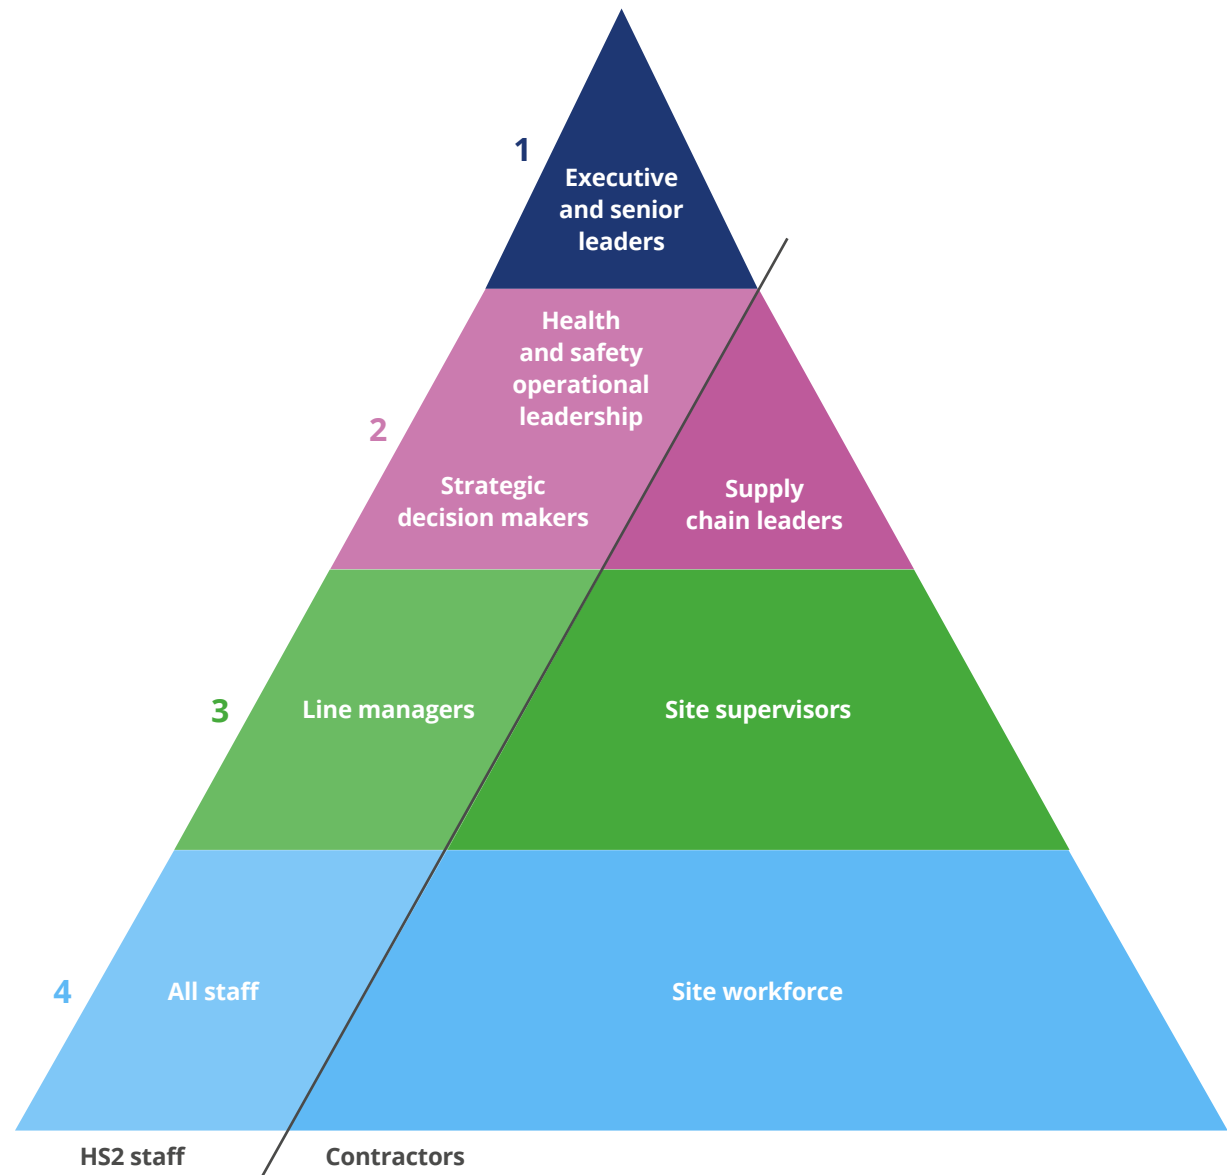 1
Executive
and senior
leaders
2
Health
and safety
operational
leadership
Strategic
decision makers
Supply
chain leaders
3
Line managers
Site supervisors
4
All staff
Site workforce
HS2 staff
Contractors